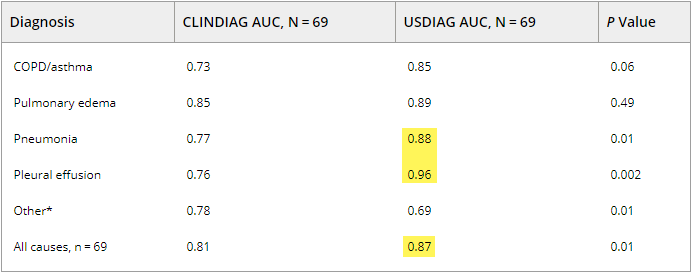 Diagnosis CLINDIAG AUC, N = 69 USDIAG AUC, N = 69 P Value
COPD/asthma 0.73 0.85 0.06
Pulmonary edema 0.85 0.89 0.49
Pneumonia 0.77 0.88 0.01
Pleural effusion 0.76 0.96 0.002
Other* 0.78 0.69 0.01
All causes, n = 69 0.81 0.87 0.01